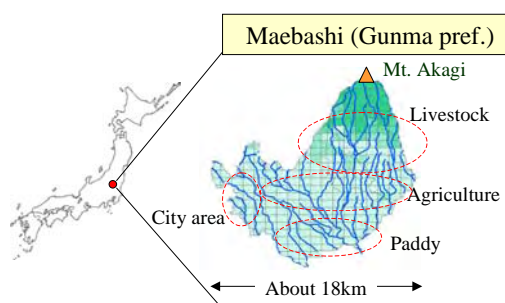 Maebashi (Gunma pref.)
Mt. Akagi
Livestock
Agriculture
City area
Paddy
About 18km